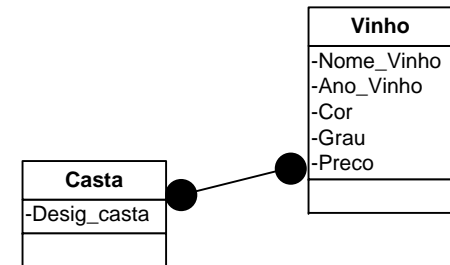 Vinho
-Nome_Vinho
-Ano_Vinho
-Cor
-Grau
-Preco
Casta
-Desig_casta